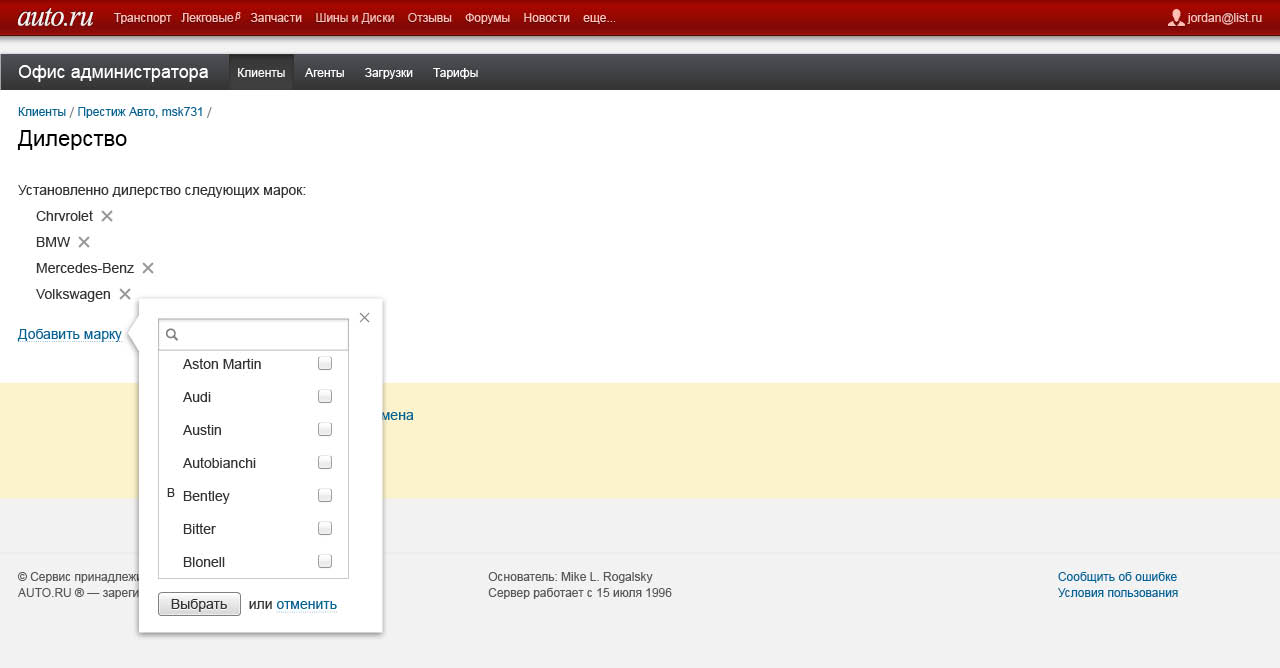 auto.ru Транспорт Легковыеβ Запчасти Шины и Диски Отзывы Форумы Новости еще... jordan@list.ru
Офис администратора Клиенты Агенты Загрузки Тарифы
Клиенты / Престиж Авто, msk731 /
Дилерство
Установленно дилерство следующих марок:
Chrvrolet
BMW
Mercedes-Benz
Volkswagen
Добавить марку
Aston Martin
Audi
мена
Austin
Autobianchi
B Bentley
Bitter
Blonell
Выбрать или отменить
© Сервис принадлежи
AUTO.RU ® — зареги
Основатель: Mike L. Rogalsky
Сервер работает с 15 июля 1996
Сообщить об ошибке
Условия пользования